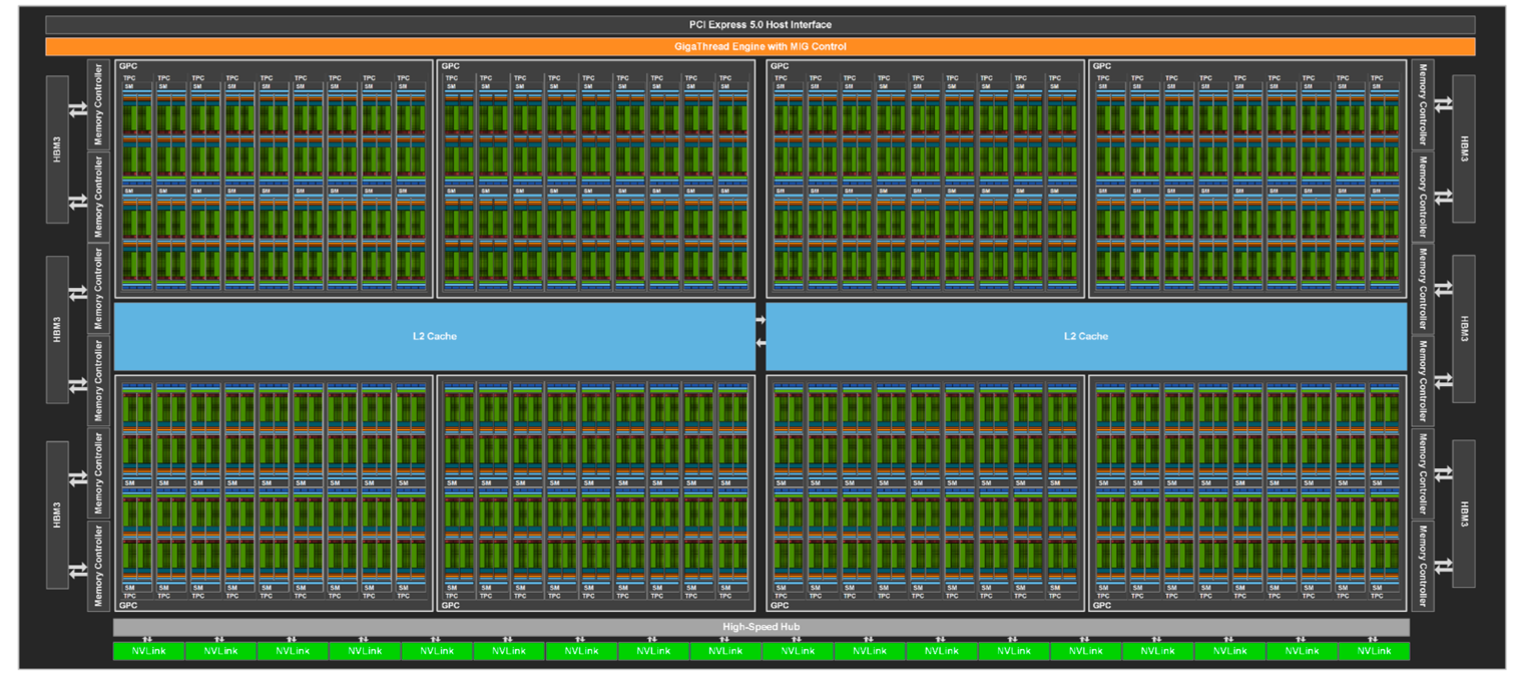 PCI Express 5.0 Host Interface
GigaThread Engine with MIG Control
HBM3
HBM3
HBM3
Memory Controller
Memory Controller
Memory Controller
Memory Controller
Memory Controller
Memory Controller
GPC
TPC TPC TPC TPC TPC TPC TPC TPC TPC
SM SM SM SM SM SM SM SM SM
SM SM SM SM SM SM SM SM SM
GPC
TPC TPC TPC TPC TPC TPC TPC TPC TPC
SM SM SM SM SM SM SM SM SM
SM SM SM SM SM SM SM SM SM
GPC
TPC TPC TPC TPC TPC TPC TPC TPC TPC
SM SM SM SM SM SM SM SM SM
SM SM SM SM SM SM SM SM SM
GPC
TPC TPC TPC TPC TPC TPC TPC TPC TPC
SM SM SM SM SM SM SM SM SM
SM SM SM SM SM SM SM SM SM
L2 Cache
L2 Cache
SM SM SM SM SM SM SM SM SM
SM SM SM SM SM SM SM SM SM
TPC TPC TPC TPC TPC TPC TPC TPC TPC
GPC
SM SM SM SM SM SM SM SM SM
SM SM SM SM SM SM SM SM SM
TPC TPC TPC TPC TPC TPC TPC TPC TPC
GPC
SM SM SM SM SM SM SM SM SM
SM SM SM SM SM SM SM SM SM
TPC TPC TPC TPC TPC TPC TPC TPC TPC
GPC
SM SM SM SM SM SM SM SM SM
SM SM SM SM SM SM SM SM SM
TPC TPC TPC TPC TPC TPC TPC TPC TPC
GPC
Memory Controller
Memory Controller
Memory Controller
Memory Controller
Memory Controller
Memory Controller
HBM3
HBM3
HBM3
High-Speed Hub
NVLink NVLink NVLink NVLink NVLink NVLink NVLink NVLink NVLink NVLink NVLink NVLink NVLink NVLink NVLink NVLink NVLink NVLink